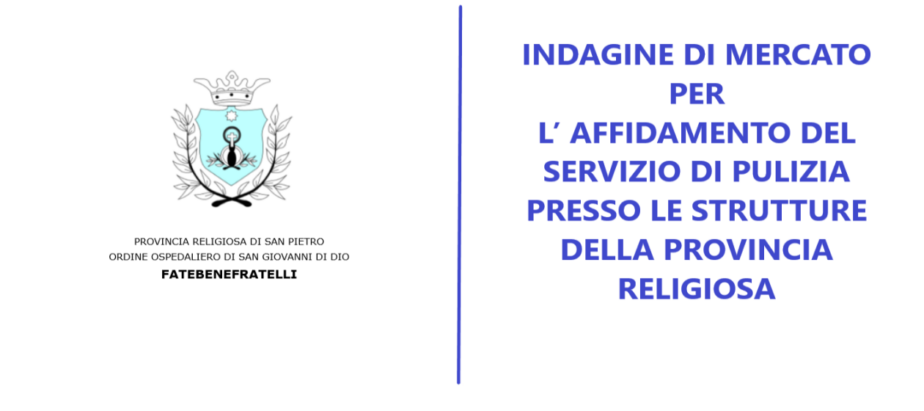 PROVINCIA RELIGIOSA DI SAN PIETRO
ORDINE OSPEDALIERO DI SAN GIOVANNI DI DIO
FATEBENEFRATELLI
INDAGINE DI MERCATO
PER
L’ AFFIDAMENTO DEL
SERVIZIO DI PULIZIA
PRESSO LE STRUTTURE
DELLA PROVINCIA
RELIGIOSA